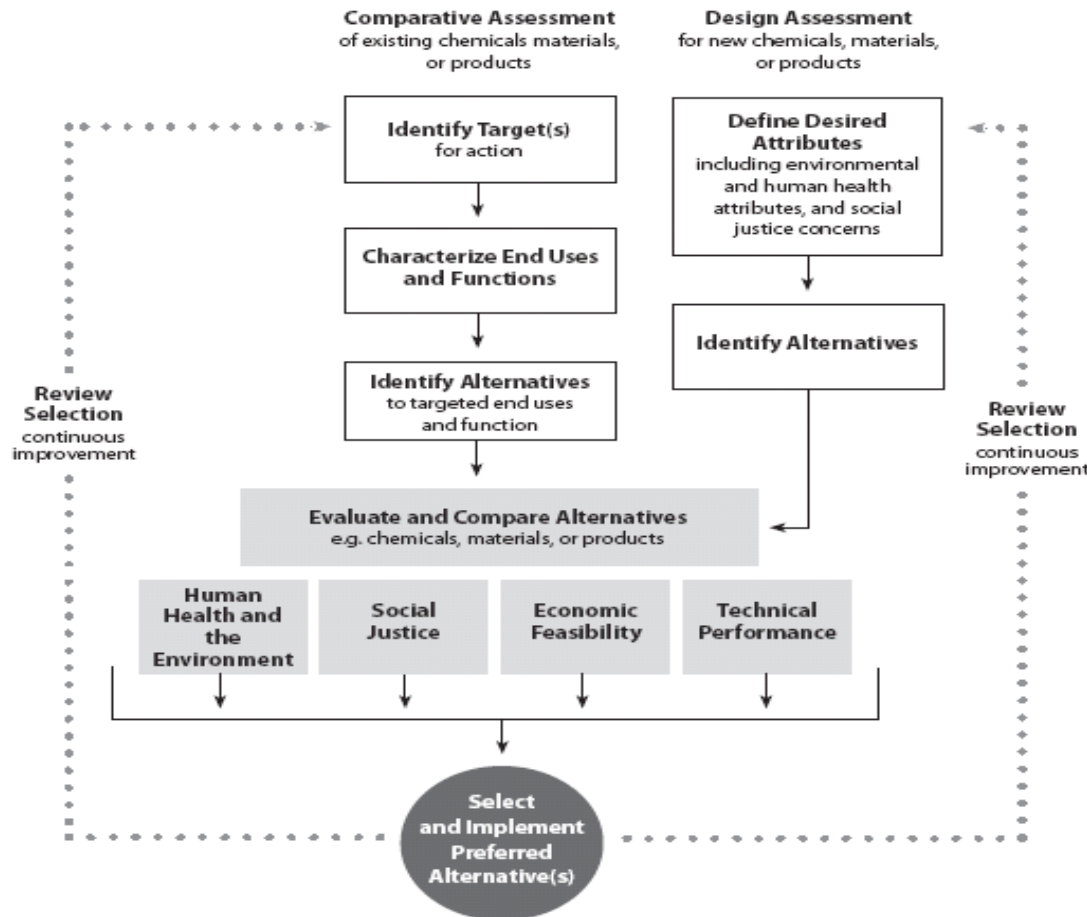 Comparative Assessment
of existing chemicals materials,
or products
Design Assessment
for new chemicals, materials,
or products
Identify Target(s)
for action
Define Desired
Attributes
including environmental
and human health
attributes, and social
justice concerns
Characterize End Uses
and Functions
Identify Alternatives
Identify Alternatives
to targeted end uses
and function
Review
Selection
continuous
improvement
Review
Selection
continuous
improvement
Evaluate and Compare Alternatives
e.g. chemicals, materials, or products
Human
Health and
the
Environment
Social
Justice
Economic
Feasibility
Technical
Performance
Select
and Implement
Preferred
Alternative(s)